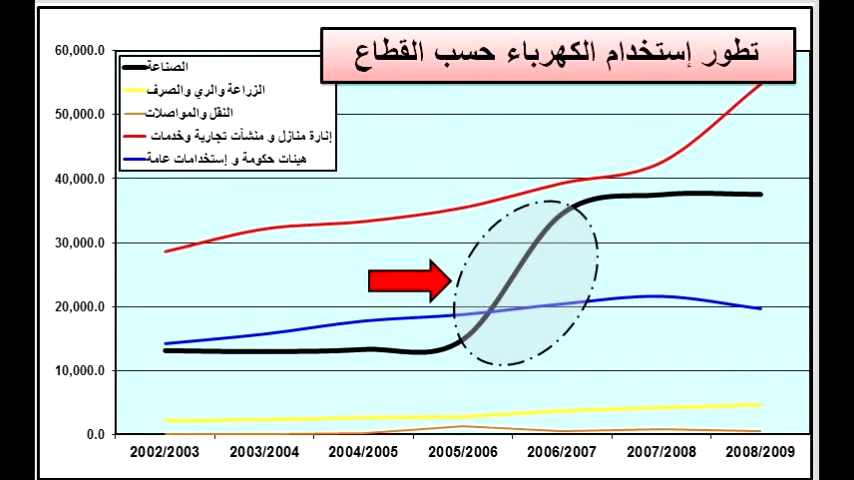 تطور إستخدام الكهرباء حسب القطاع
60,000.0
50,000.0
40,000.0
30,000.0
20,000.0
10,000.0
0.0
الصناعة
الزراعة والري والصرف
النقل والمواصلات
إنارة منازل و منشآت تجارية وخدمات
هيئات حكومة و إستخدامات عامة
2002/2003 2003/2004 2004/2005 2005/2006 2006/2007 2007/2008 2008/2009